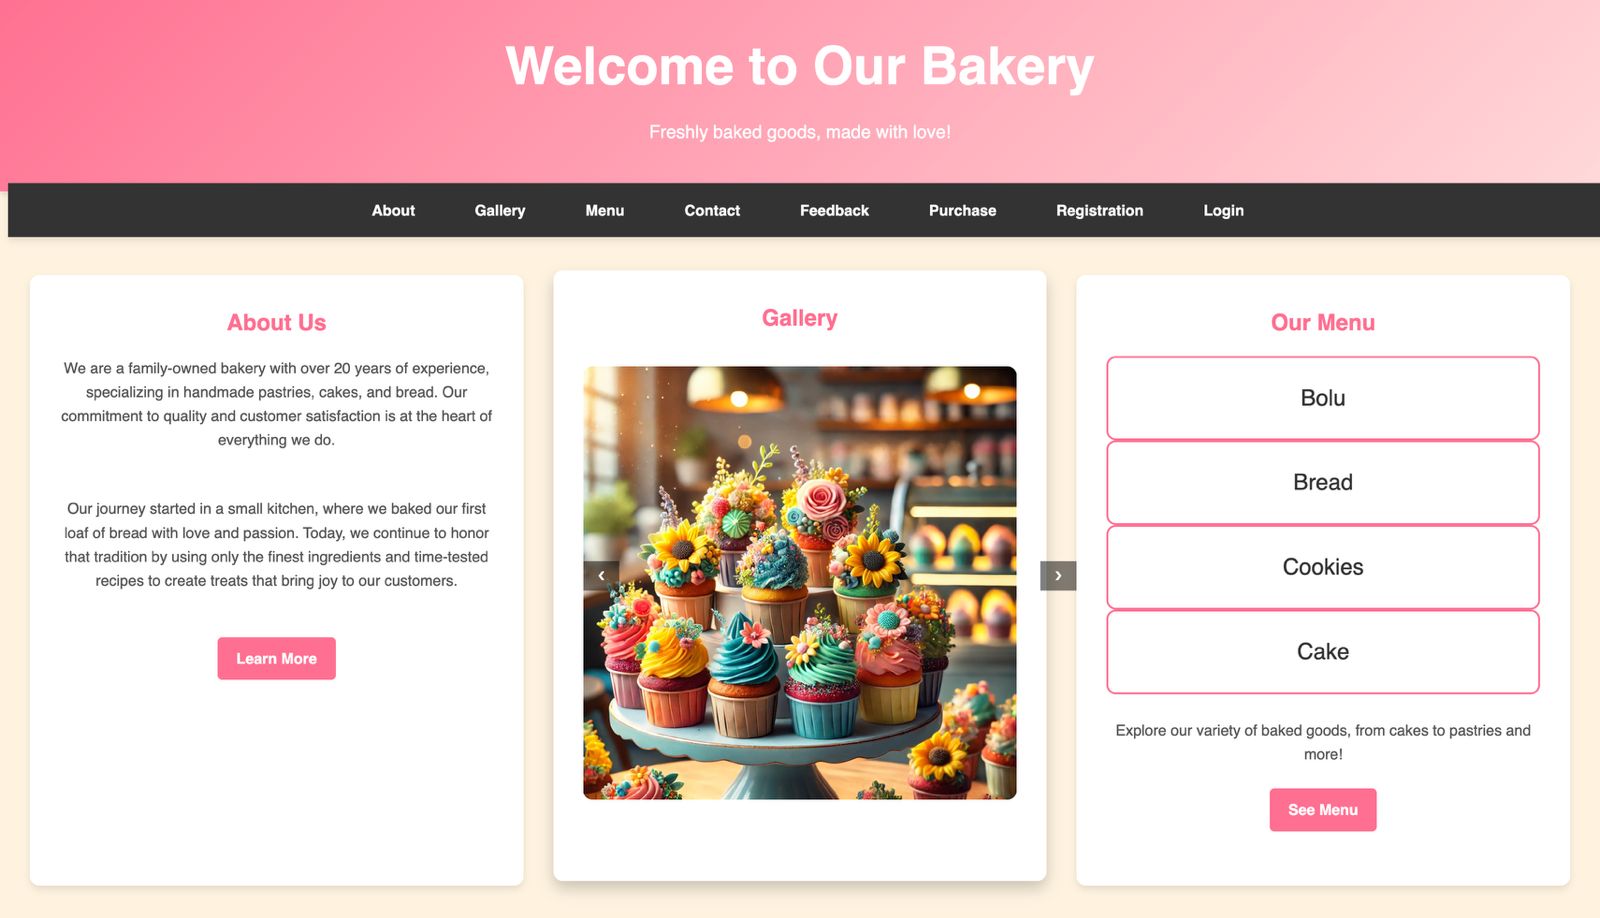 Welcome to Our Bakery
Freshly baked goods, made with love!
About Gallery Menu Contact Feedback Purchase Registration Login
About Us
We are a family-owned bakery with over 20 years of experience,
specializing in handmade pastries, cakes, and bread. Our
commitment to quality and customer satisfaction is at the heart of
everything we do.
Our journey started in a small kitchen, where we baked our first
loaf of bread with love and passion. Today, we continue to honor
that tradition by using only the finest ingredients and time-tested
recipes to create treats that bring joy to our customers.
Learn More
Gallery
‹ ›
Our Menu
Bolu
Bread
Cookies
Cake
Explore our variety of baked goods, from cakes to pastries and
more!
See Menu